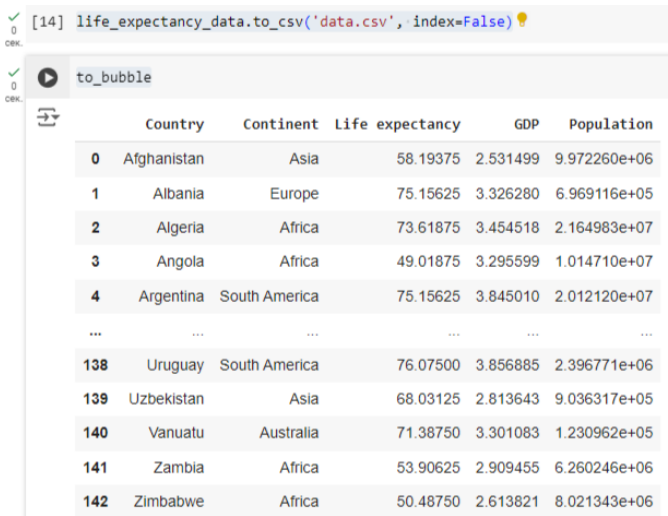 [14] life_expectancy_data.to_csv('data.csv', index=False)
0
сек.
to_bubble
0
сек.
Country Continent Life expectancy GDP Population
0 Afghanistan Asia 58.19375 2.531499 9.972260e+06
1 Albania Europe 75.15625 3.326280 6.969116e+05
2 Algeria Africa 73.61875 3.454518 2.164983e+07
3 Angola Africa 49.01875 3.295599 1.014710e+07
4 Argentina South America 75.15625 3.845010 2.012120e+07
... ... ... ... ... ...
138 Uruguay South America 76.07500 3.856885 2.396771e+06
139 Uzbekistan Asia 68.03125 2.813643 9.036317e+05
140 Vanuatu Australia 71.38750 3.301083 1.230962e+05
141 Zambia Africa 53.90625 2.909455 6.260246e+06
142 Zimbabwe Africa 50.48750 2.613821 8.021343e+06